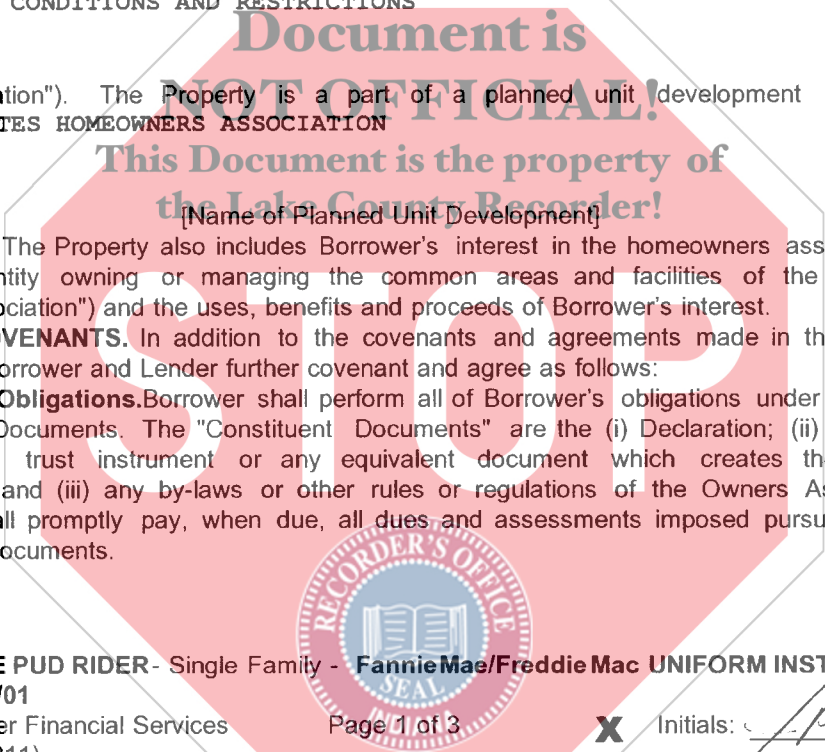 CONDITIONS AND RESTRICTIONS
Document is
NOT OFFICIAL!
ation"). The Property is a part of a planned unit development
TES HOMEOWNERS ASSOCIATION
This Document is the property of
the Lake County Recorder!
[Name of Planned Unit Development]
The Property also includes Borrower's interest in the homeowners ass
ntity owning or managing the common areas and facilities of the
ociation") and the uses, benefits and proceeds of Borrower's interest.
STOP
VENANTS. In addition to the covenants and agreements made in th
orrower and Lender further covenant and agree as follows:
Obligations.Borrower shall perform all of Borrower's obligations under
Documents. The "Constituent Documents" are the (i) Declaration; (ii)
trust instrument or any equivalent document which creates th
and (iii) any by-laws or other rules or regulations of the Owners As
ll promptly pay, when due, all dues and assessments imposed pursu
ocuments.
RECORDER'S OFFICE
SEAL
INDIANA
E PUD RIDER- Single Family - Fannie Mae/Freddie Mac UNIFORM INST
/01
er Financial Services Page 1 of 3 X Initials: